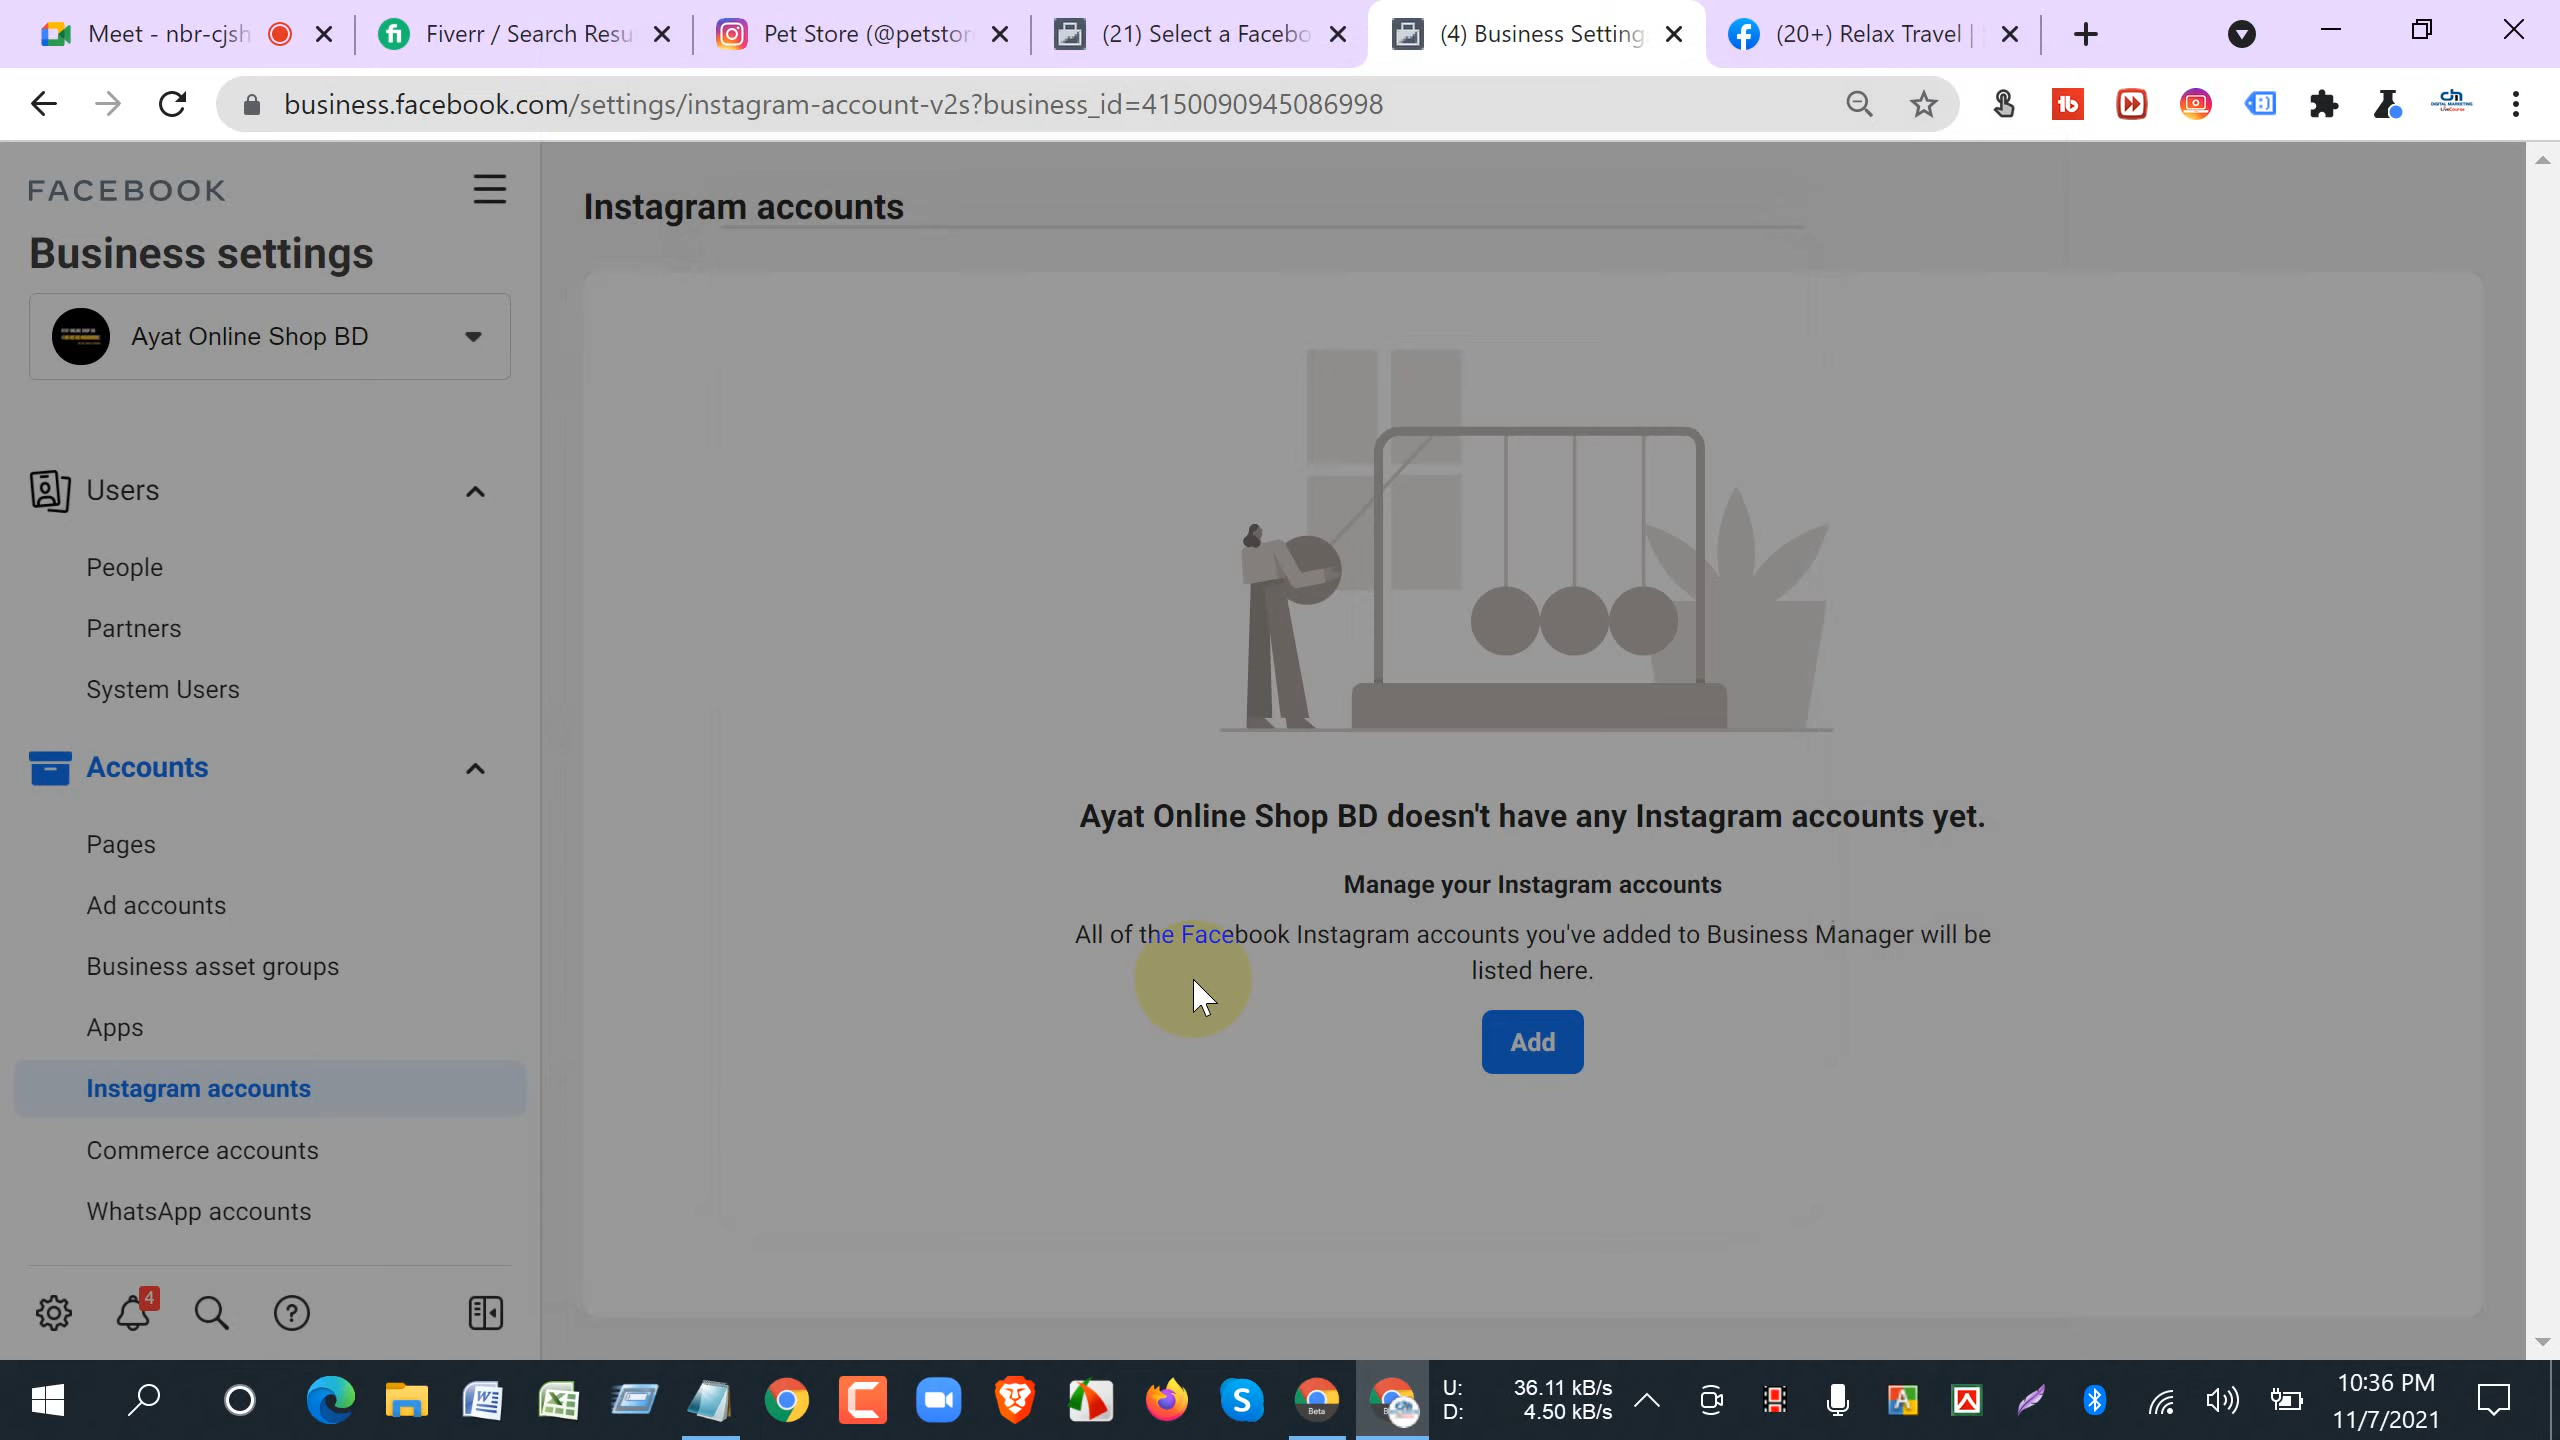 Meet - nbr-cjsh
Fiverr / Search Resu
Pet Store (@petstor
(21) Select a Facebo
(4) Business Setting
(20+) Relax Travel |
business.facebook.com/settings/instagram-account-v2s?business_id=4150090945086998
FACEBOOK
Business settings
Ayat Online Shop BD
Users
People
Partners
System Users
Accounts
Pages
Ad accounts
Business asset groups
Apps
Instagram accounts
Commerce accounts
WhatsApp accounts
4
Instagram accounts
Ayat Online Shop BD doesn't have any Instagram accounts yet.
Manage your Instagram accounts
All of the Facebook Instagram accounts you've added to Business Manager will be
listed here.
Add
U: 36.11 kB/s
D: 4.50 kB/s
10:36 PM
11/7/2021